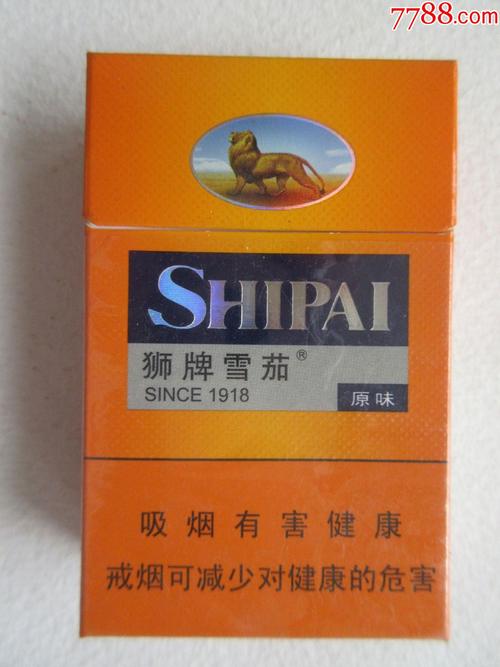 7788.com
SHIPAI
狮牌雪茄®
SINCE 1918
原味
吸烟有害健康
戒烟可减少对健康的危害